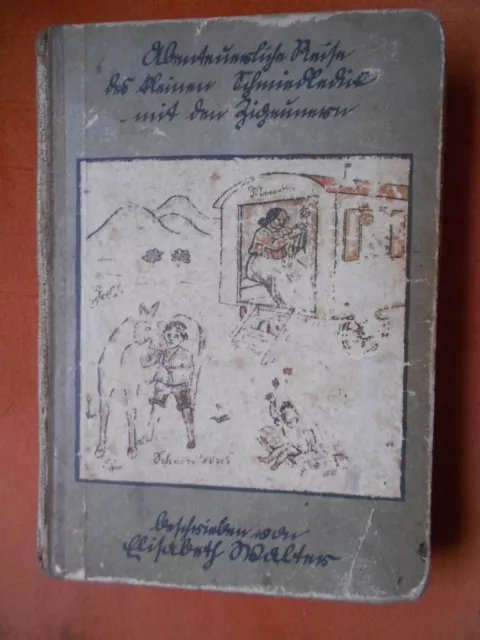 Abenteuerliche Reise
des kleinen Schmiedledick
mit den Zigeunern
beschrieben von
Elisabeth Walter